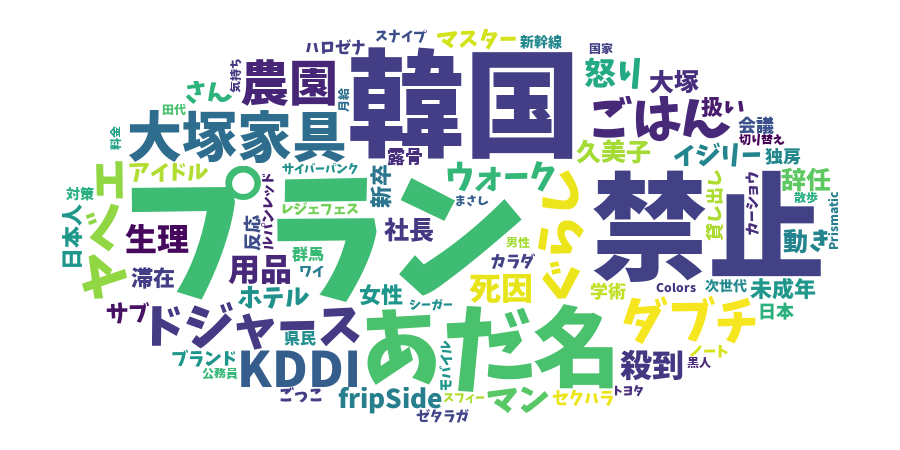 スナイプ
マスター
新幹線
ハロゼナ
韓国
国家
怒り
大塚
気持ち
農園
さん
月給
ごはん
扱い
田代
会議
料金
大塚家具
露骨
久美子
切り替え
イジリー
独房
アイドル
サイバーパンク
ウォーク
ヤベェ
対策
新卒
プラン
ぐらし
禁止
貸し出し
カーショウ
辞任
散歩
Prismatic
日本人
レジェフェス
ルパンレッド
まさし
反応
生理
社長
動き
男性
群馬
カラダ
用品
ワイ
滞在
死因
学術
Colors
次世代
未成年
ホテル
女性
シーガー
サブ
ドジャース
あだ名
ダブチ
日本
県民
ブランド
KDDI
モバイル
ノート
殺到
黒人
公務員
ごっこ
fripSide
スフィー
マン
セクハラ
トヨタ
ゼタラガ